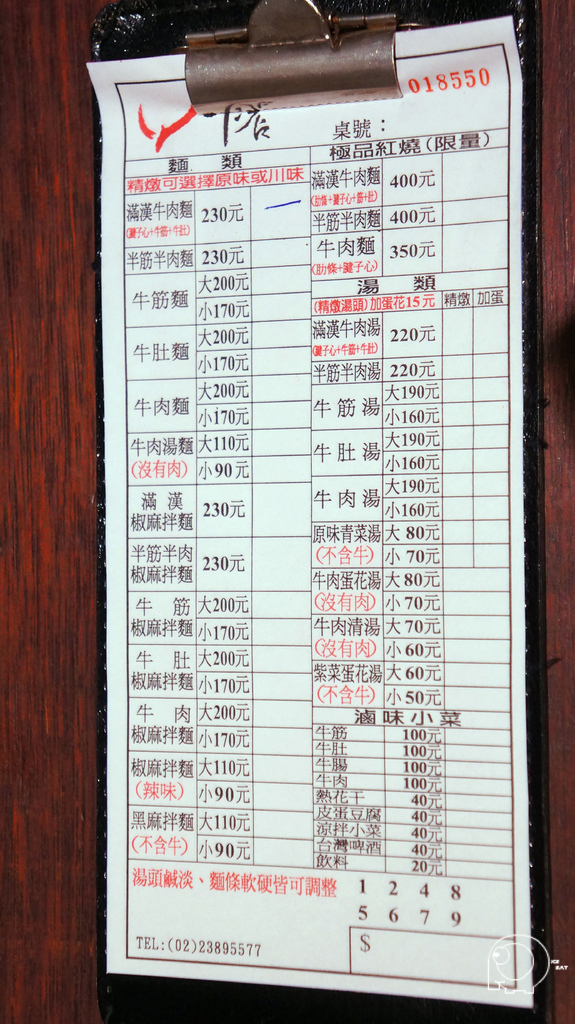 018550
牛店
桌號：
麵 類
精燉可選擇原味或川味
滿漢牛肉麵 230元
(腱子心+牛筋+牛肚)
半筋半肉麵 230元
牛筋麵 大200元
小170元
牛肚麵 大200元
小170元
牛肉麵 大200元
小170元
牛肉湯麵 大110元
(沒有肉) 小90元
滿漢
椒麻拌麵 230元
半筋半肉
椒麻拌麵 230元
牛筋 大200元
椒麻拌麵 小170元
牛肚 大200元
椒麻拌麵 小170元
牛肉 大200元
椒麻拌麵 小170元
椒麻拌麵 大110元
(辣味) 小90元
黑麻拌麵 大110元
(不含牛) 小90元
極品紅燒(限量)
滿漢牛肉麵 400元
(肋條+腱子心+筋+肚)
半筋半肉麵 400元
牛肉麵 350元
(肋條+腱子心)
湯 類
(精燉湯頭)加蛋花15元 精燉 加蛋
滿漢牛肉湯 220元
(腱子心+牛筋+牛肚)
半筋半肉湯 220元
牛筋湯 大190元
小160元
牛肚湯 大190元
小160元
牛肉湯 大190元
小160元
原味青菜湯 大80元
(不含牛) 小70元
牛肉蛋花湯 大80元
(沒有肉) 小70元
牛肉清湯 大70元
(沒有肉) 小60元
紫菜蛋花湯 大60元
(不含牛) 小50元
滷味小菜
牛筋 100元
牛肚 100元
牛腸 100元
牛肉 100元
熱花干 40元
皮蛋豆腐 40元
涼拌小菜 40元
台灣啤酒 40元
飲料 20元
湯頭鹹淡、麵條軟硬皆可調整
1 2 4 8
5 6 7 9
TEL:(02)23895577
$
ICE
EAT